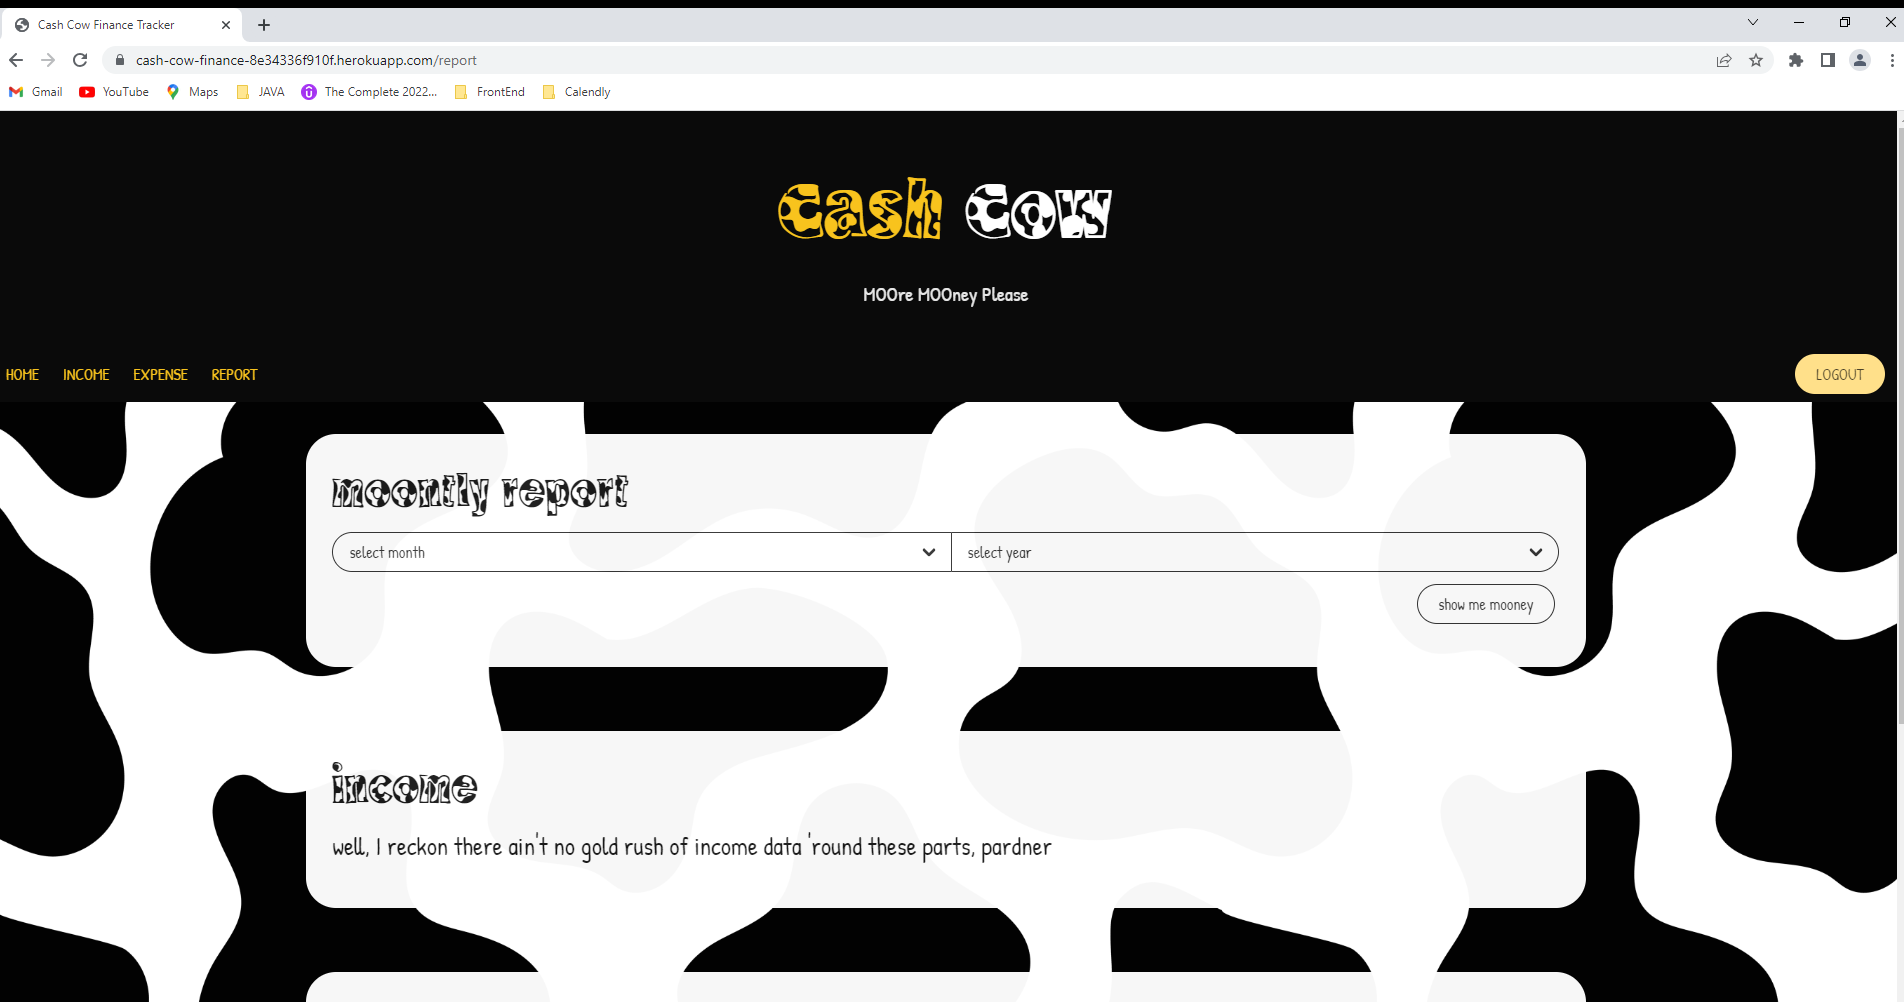 Cash Cow Finance Tracker
cash-cow-finance-8e34336f910f.herokuapp.com/report
Gmail YouTube Maps JAVA The Complete 2022... FrontEnd Calendly
cash cow
MOOre MOOney Please
HOME INCOME EXPENSE REPORT LOGOUT
moontly report
select month select year
show me mooney
income
well, I reckon there ain't no gold rush of income data 'round these parts, pardner